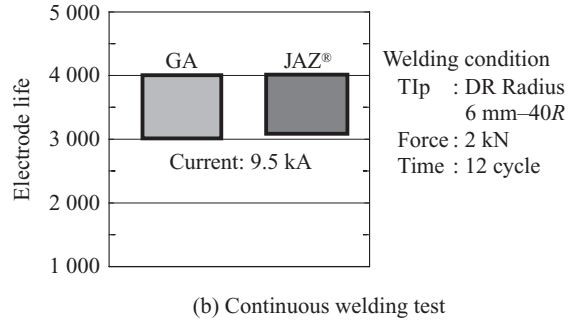 5 000
4 000
3 000
2 000
1 000
Electrode life
GA
JAZ®
Current: 9.5 kA
Welding condition
TIp : DR Radius
6 mm–40R
Force : 2 kN
Time : 12 cycle
(b) Continuous welding test